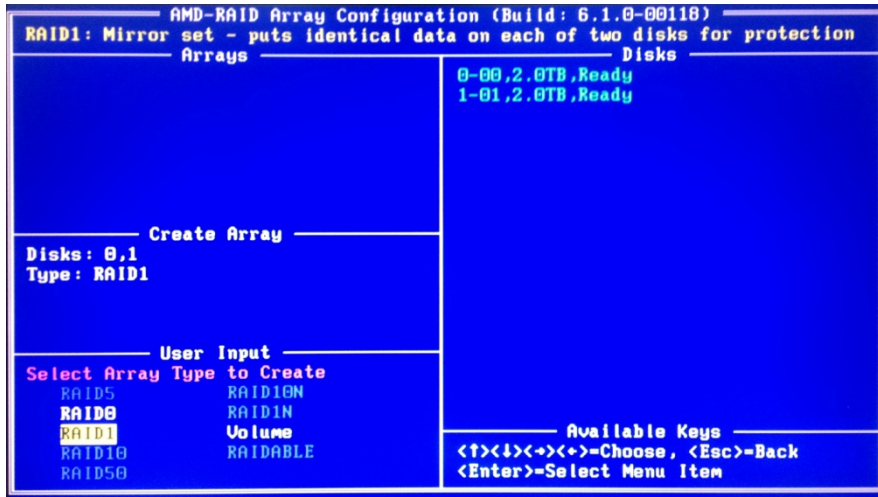 AMD-RAID Array Configuration (Build: 6.1.0-00118)
RAID1: Mirror set - puts identical data on each of two disks for protection
Arrays
Disks
0-00,2.0TB,Ready
1-01,2.0TB,Ready
Create Array
Disks: 0,1
Type: RAID1
User Input
Select Array Type to Create
RAID5 RAID10N
RAID0 RAID1N
RAID1 Volume
RAID10 RAIDABLE
RAID50
Available Keys
<↑><↓><→><←>=Choose, <Esc>=Back
<Enter>=Select Menu Item